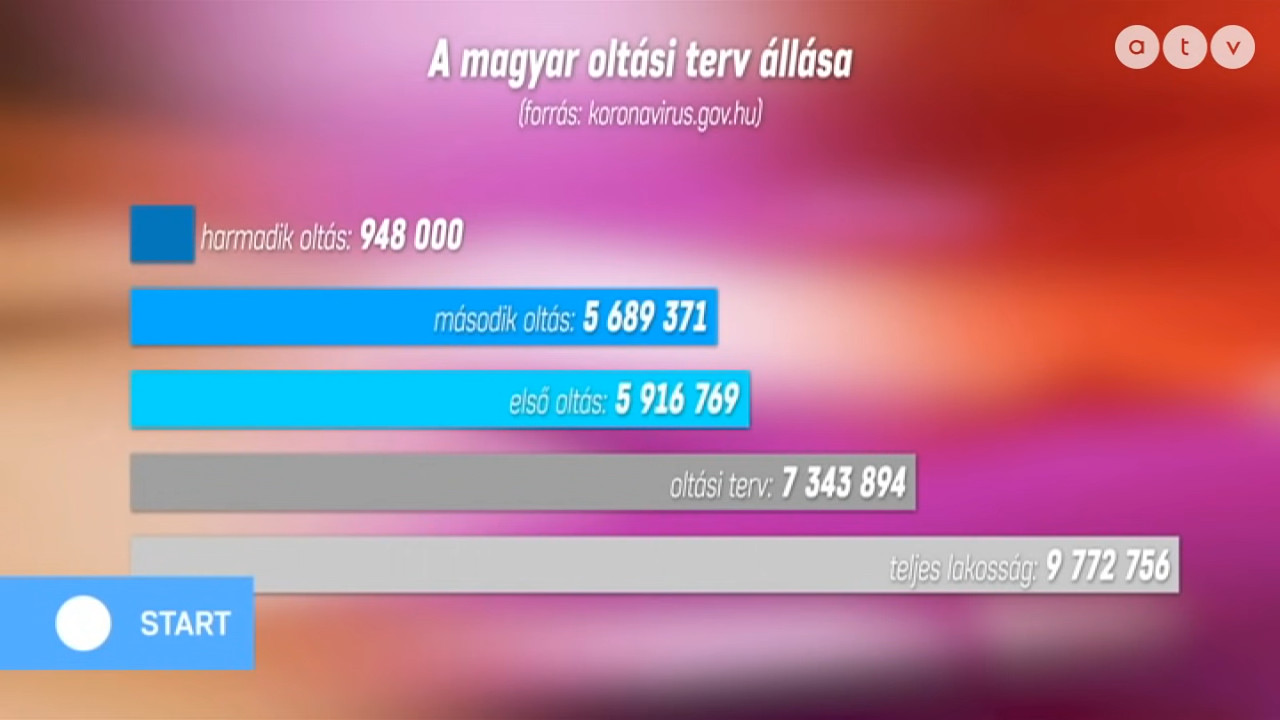 a t v
A magyar oltási terv állása
(forrás: koronavirus.gov.hu)
harmadik oltás: 948 000
második oltás: 5 689 371
első oltás: 5 916 769
oltási terv: 7 343 894
teljes lakosság: 9 772 756
START